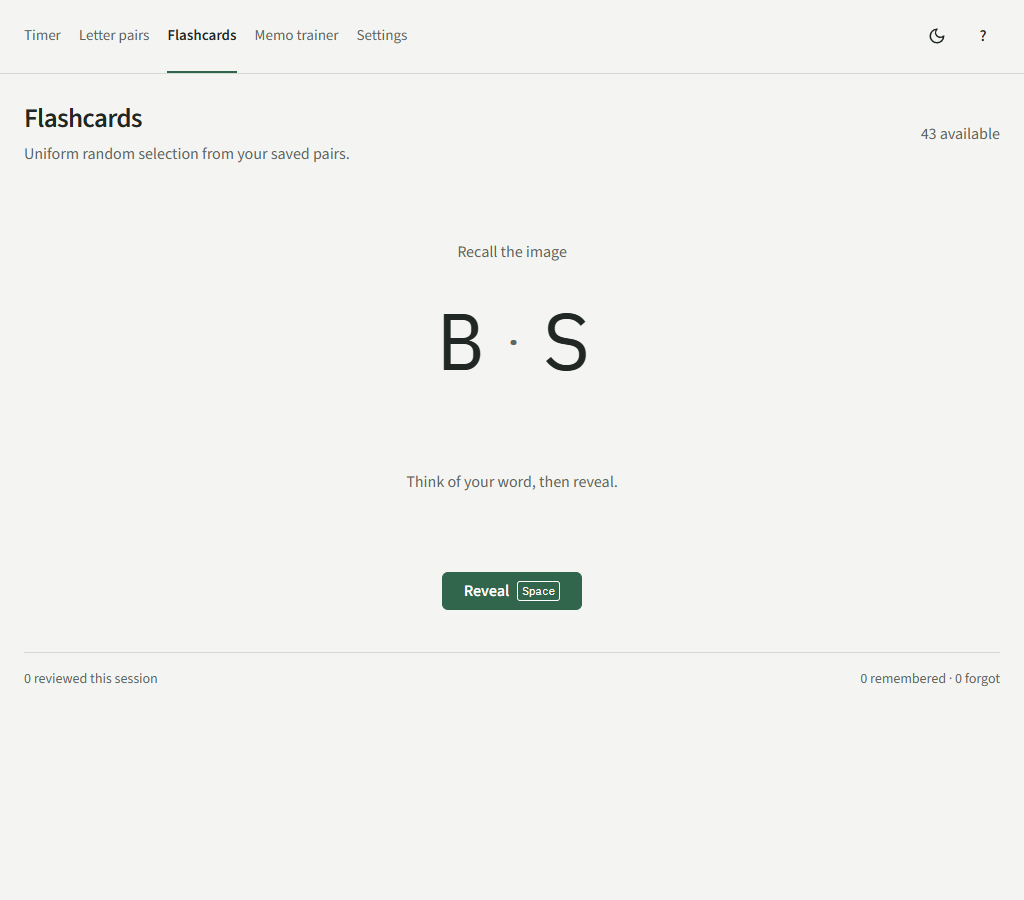 Timer Letter pairs Flashcards Memo trainer Settings ?
Flashcards
43 available
Uniform random selection from your saved pairs.
Recall the image
B · S
Think of your word, then reveal.
Reveal Space
0 reviewed this session 0 remembered · 0 forgot